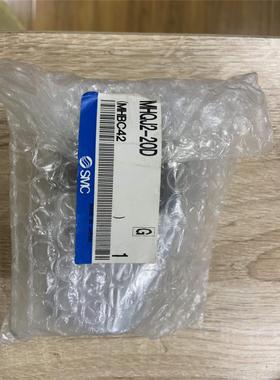 MHQJ2-20D
(MHBC42
)
SMC
G
1